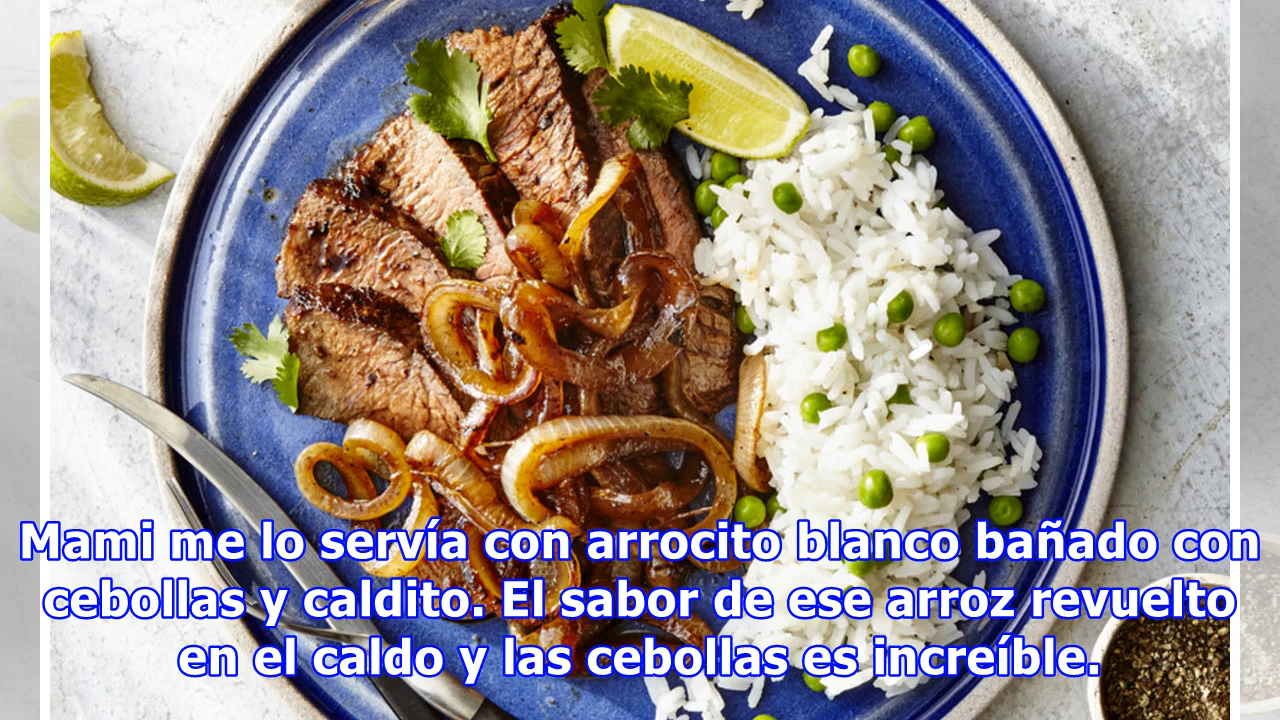 Mami me lo servía con arrocito blanco bañado con
cebollas y caldito. El sabor de ese arroz revuelto
en el caldo y las cebollas es increíble.